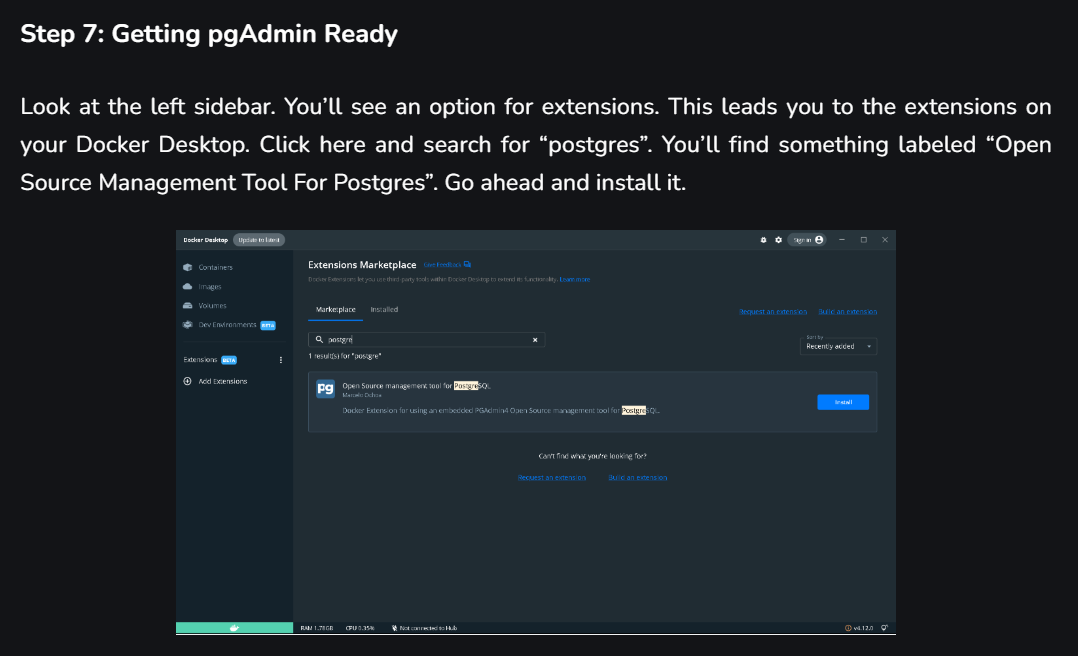 Step 7: Getting pgAdmin Ready
Look at the left sidebar. You’ll see an option for extensions. This leads you to the extensions on
your Docker Desktop. Click here and search for “postgres”. You’ll find something labeled “Open
Source Management Tool For Postgres”. Go ahead and install it.
Docker Desktop Update to latest Sign in
Containers
Images
Volumes
Dev Environments BETA
Extensions BETA
Add Extensions
Extensions Marketplace Give Feedback
Docker Extensions let you use third-party tools within Docker Desktop to extend its functionality. Learn more
Marketplace Installed
Request an extension Build an extension
postgre
Sort by
Recently added
1 result(s) for "postgre"
pg
Open Source management tool for PostgreSQL
Marcelo Ochoa
Docker Extension for using an embedded PGAdmin4 Open Source management tool for PostgreSQL.
Install
Can't find what you're looking for?
Request an extension Build an extension
RAM 1.78GB CPU 0.35% Not connected to Hub v4.12.0